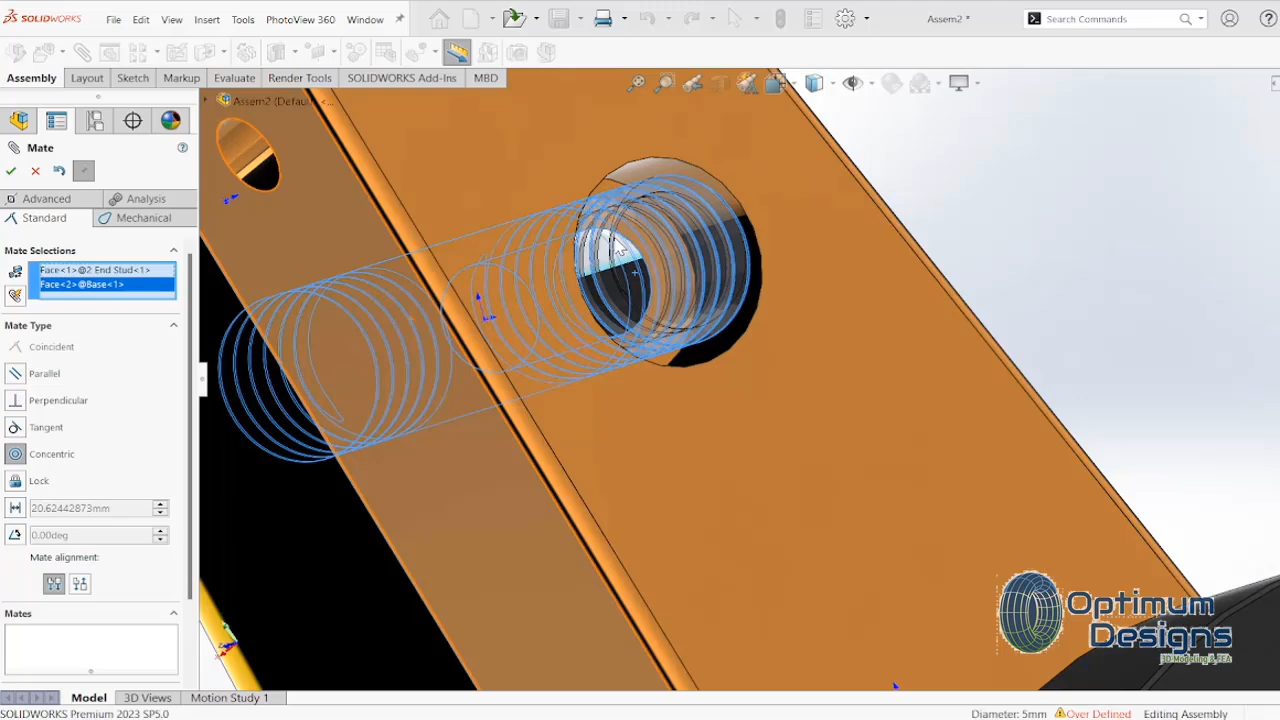 SOLIDWORKS
File Edit View Insert Tools PhotoView 360 Window
Assem2 *
Search Commands
Assembly Layout Sketch Markup Evaluate Render Tools SOLIDWORKS Add-Ins MBD
Assem2 (Default) <...
Mate
Advanced Analysis
Standard Mechanical
Mate Selections
Face<1>@2 End Stud<1>
Face<2>@Base<1>
Mate Type
Coincident
Parallel
Perpendicular
Tangent
Concentric
Lock
20.62442873mm
0.00deg
Mate alignment:
Mates
Optimum
Designs
3D Modeling & FEA
Model 3D Views Motion Study 1
SOLIDWORKS Premium 2023 SP5.0
Diameter: 5mm Over Defined Editing Assembly